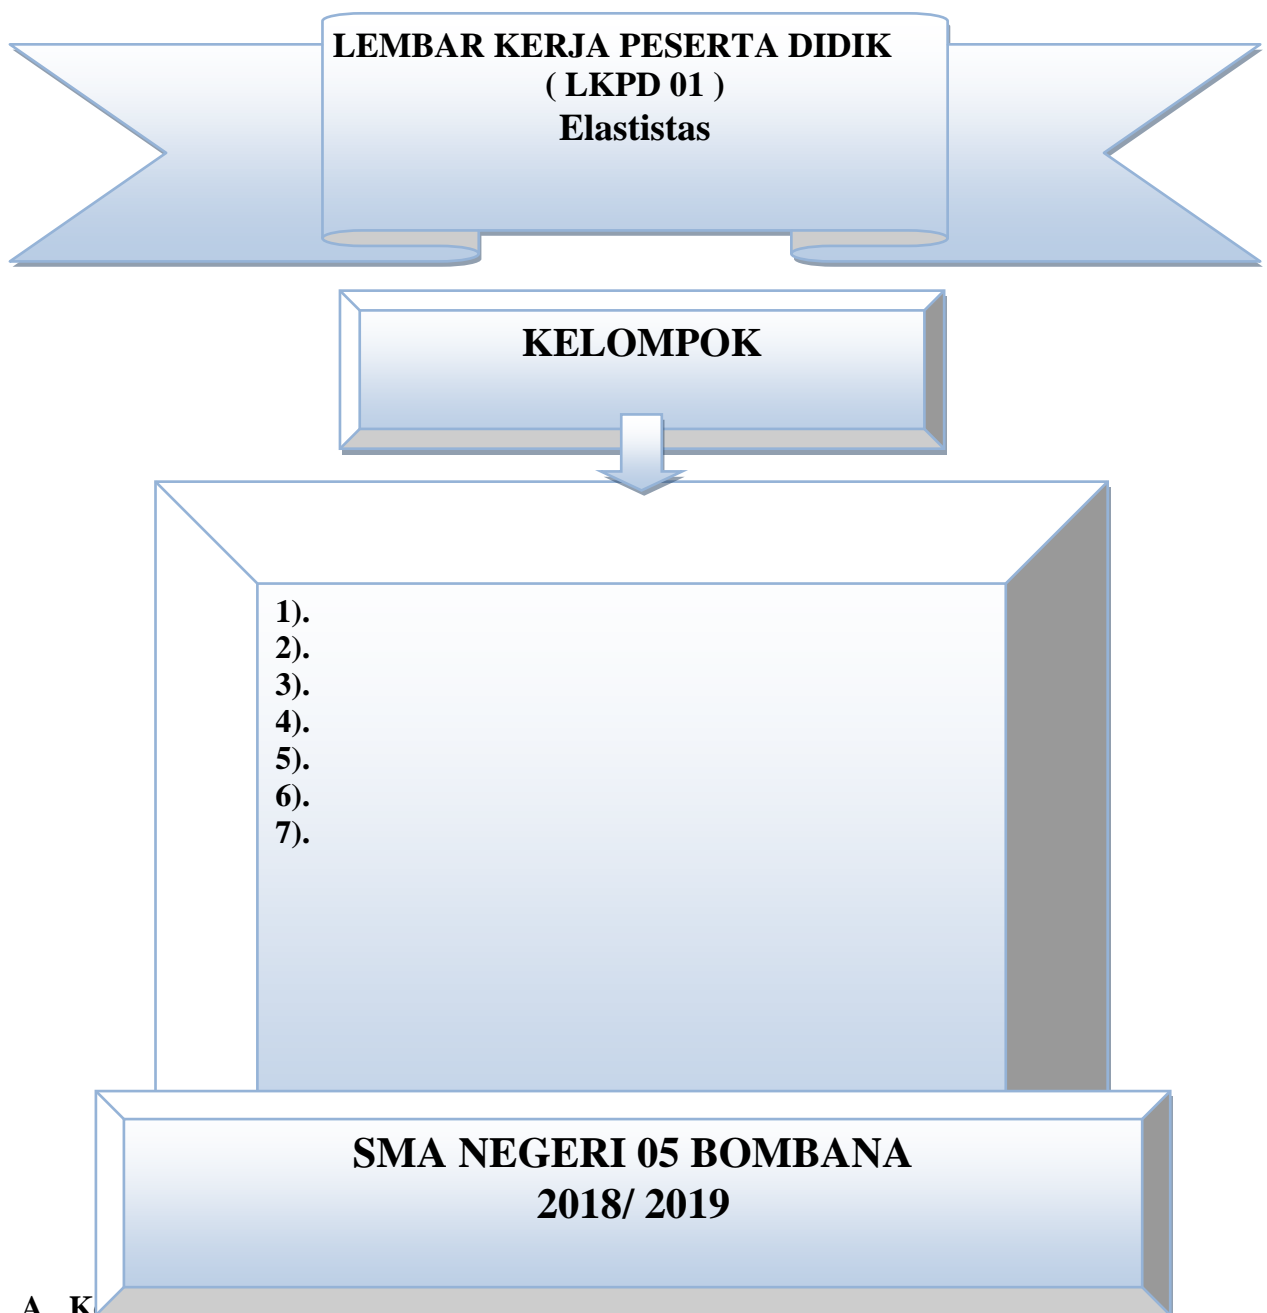 LEMBAR KERJA PESERTA DIDIK
( LKPD 01 )
Elastistas
KELOMPOK
1).
2).
3).
4).
5).
6).
7).
SMA NEGERI 05 BOMBANA
2018/ 2019
A.